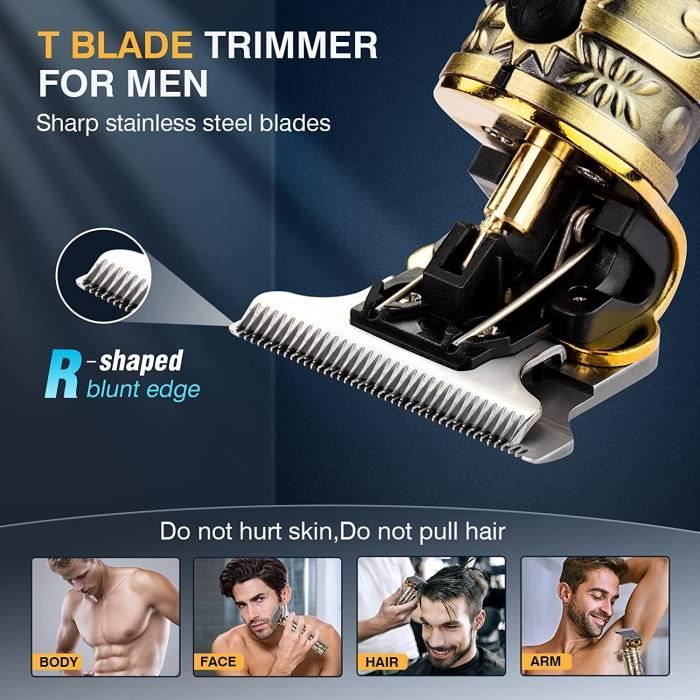 T BLADE TRIMMER
FOR MEN
Sharp stainless steel blades
R-shaped
blunt edge
Do not hurt skin,Do not pull hair
BODY
FACE
HAIR
ARM